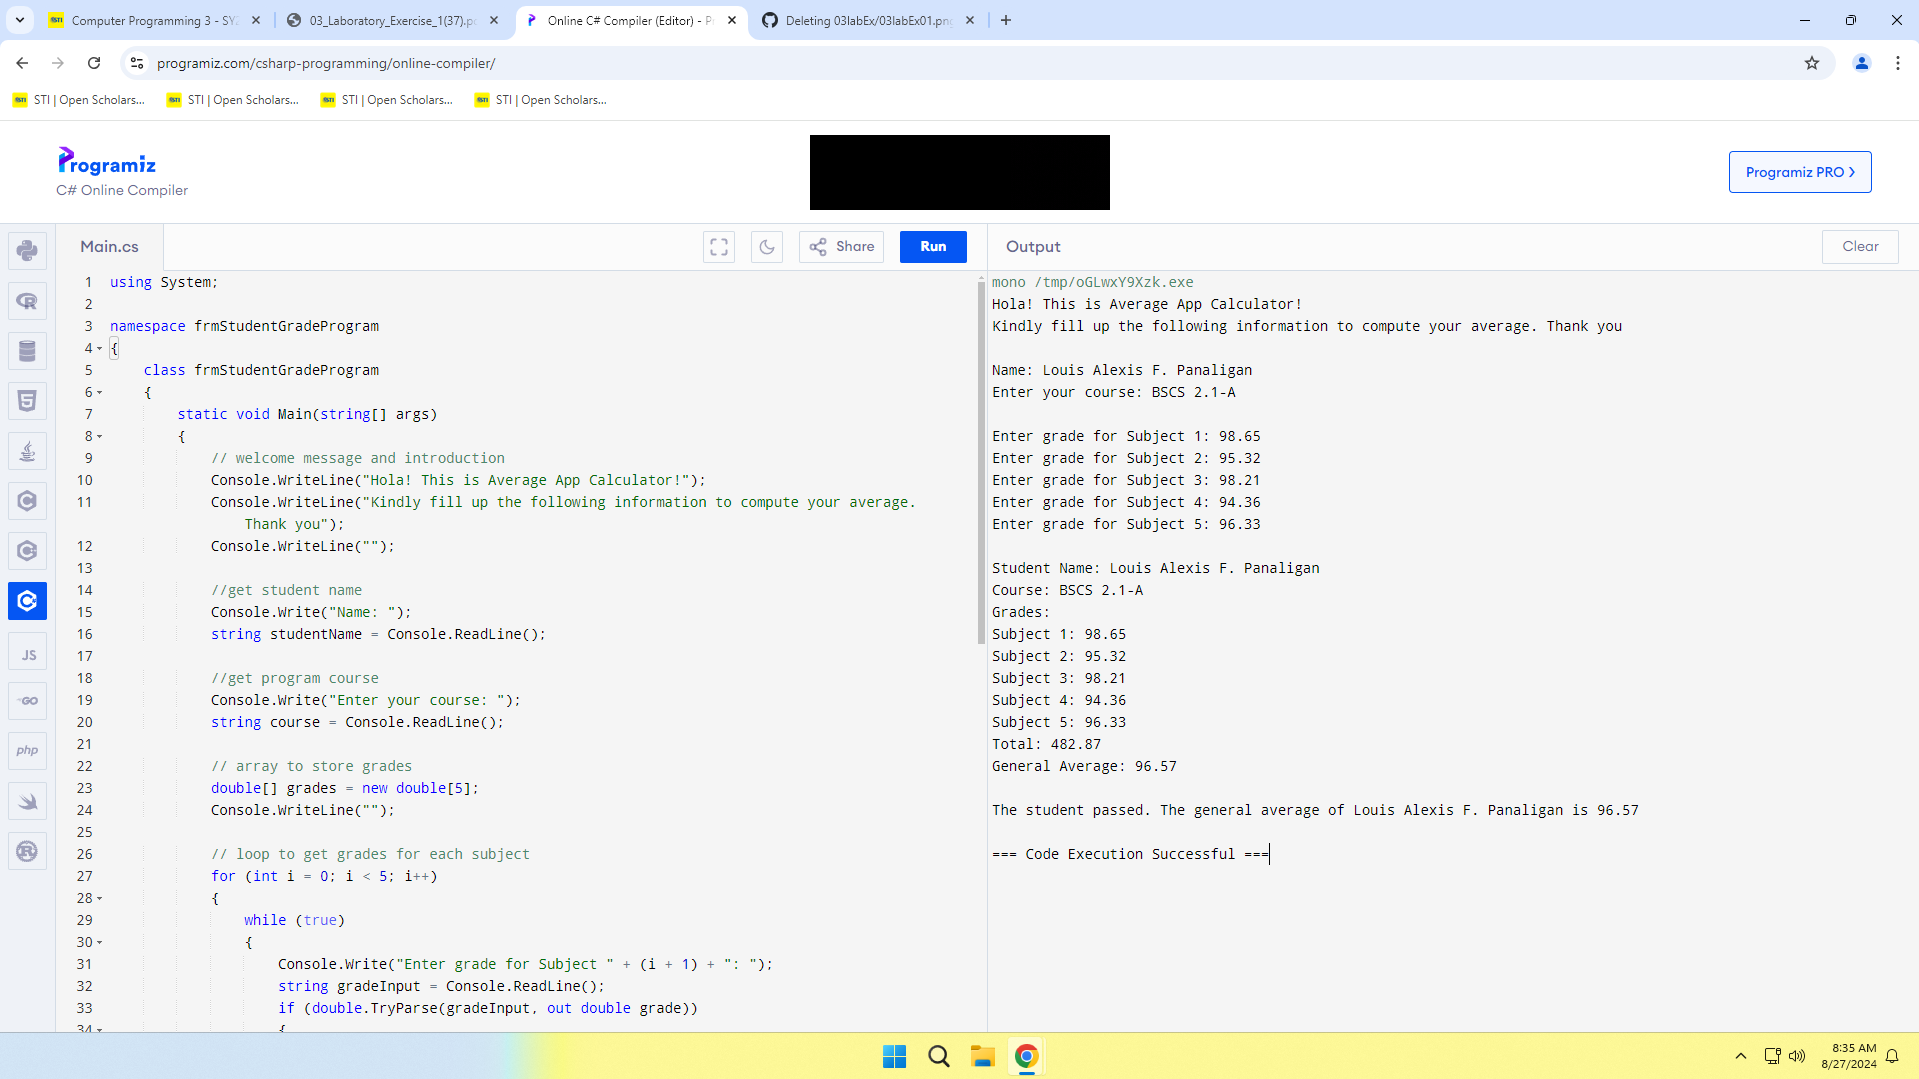 Computer Programming 3 - SY2
03_Laboratory_Exercise_1(37).pd
Online C# Compiler (Editor) - Pr
Deleting 03labEx/03labEx01.png
programiz.com/csharp-programming/online-compiler/
STI | Open Scholars...
STI | Open Scholars...
STI | Open Scholars...
STI | Open Scholars...
Programiz
C# Online Compiler
Programiz PRO >
Main.cs
Share
Run
Output
Clear
1 using System;
2
3 namespace frmStudentGradeProgram
4 {
5 class frmStudentGradeProgram
6 {
7 static void Main(string[] args)
8 {
9 // welcome message and introduction
10 Console.WriteLine("Hola! This is Average App Calculator!");
11 Console.WriteLine("Kindly fill up the following information to compute your average.
Thank you");
12 Console.WriteLine("");
13
14 //get student name
15 Console.Write("Name: ");
16 string studentName = Console.ReadLine();
17
18 //get program course
19 Console.Write("Enter your course: ");
20 string course = Console.ReadLine();
21
22 // array to store grades
23 double[] grades = new double[5];
24 Console.WriteLine("");
25
26 // loop to get grades for each subject
27 for (int i = 0; i < 5; i++)
28 {
29 while (true)
30 {
31 Console.Write("Enter grade for Subject " + (i + 1) + ": ");
32 string gradeInput = Console.ReadLine();
33 if (double.TryParse(gradeInput, out double grade))
34 {
mono /tmp/oGLwxY9Xzk.exe
Hola! This is Average App Calculator!
Kindly fill up the following information to compute your average. Thank you
Name: Louis Alexis F. Panaligan
Enter your course: BSCS 2.1-A
Enter grade for Subject 1: 98.65
Enter grade for Subject 2: 95.32
Enter grade for Subject 3: 98.21
Enter grade for Subject 4: 94.36
Enter grade for Subject 5: 96.33
Student Name: Louis Alexis F. Panaligan
Course: BSCS 2.1-A
Grades:
Subject 1: 98.65
Subject 2: 95.32
Subject 3: 98.21
Subject 4: 94.36
Subject 5: 96.33
Total: 482.87
General Average: 96.57
The student passed. The general average of Louis Alexis F. Panaligan is 96.57
=== Code Execution Successful ===
JS
GO
php
8:35 AM
8/27/2024